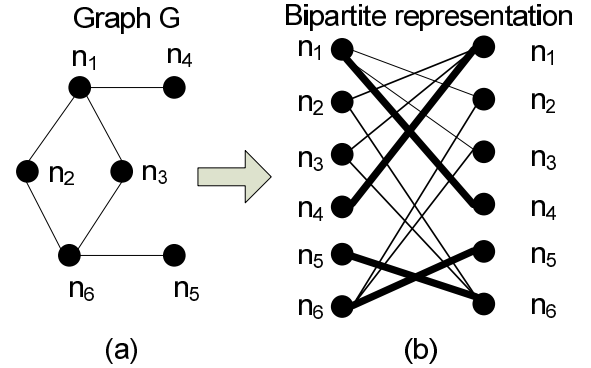 Graph G
Bipartite representation
n1 n4
n2 n3
n6 n5
n1 n1
n2 n2
n3 n3
n4 n4
n5 n5
n6 n6
(a) (b)